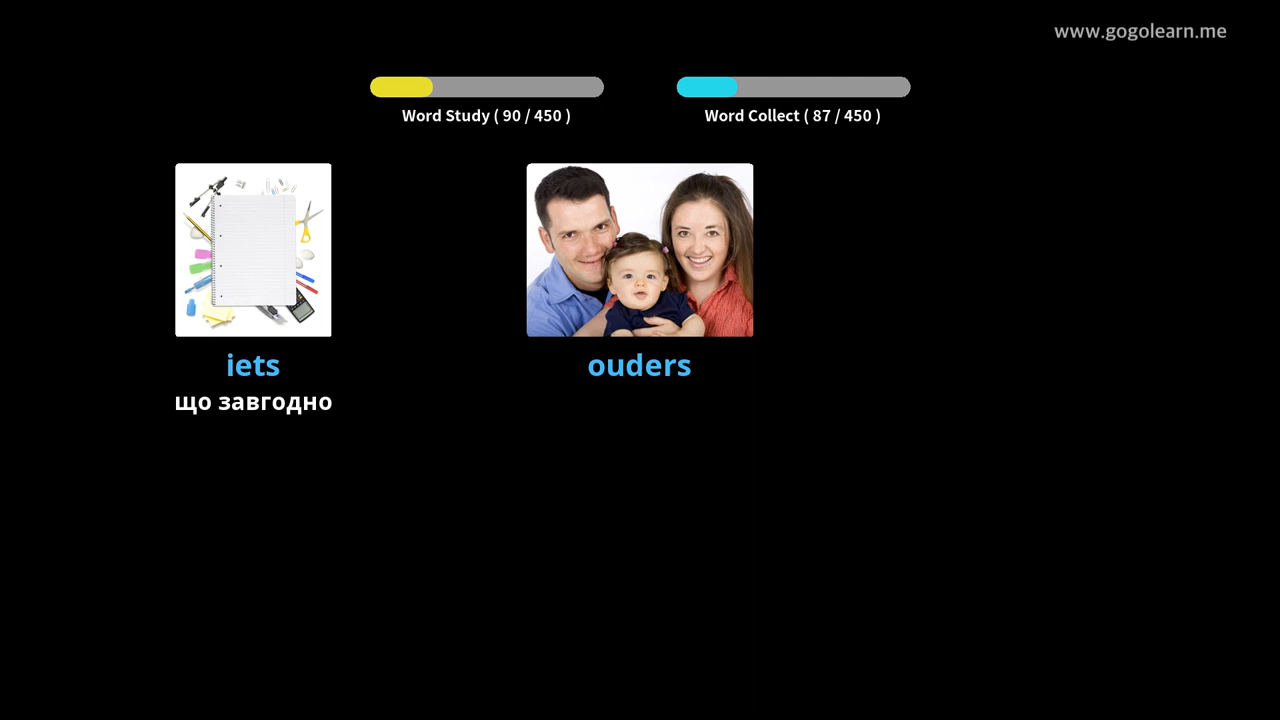 www.gogolearn.me
Word Study ( 90 / 450 )
Word Collect ( 87 / 450 )
iets
що завгодно
ouders